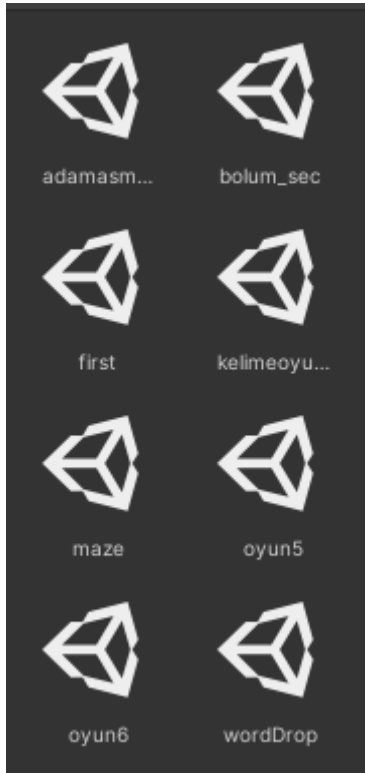 adamasm...
bolum_sec
first
kelimeoyu...
maze
oyun5
oyun6
wordDrop